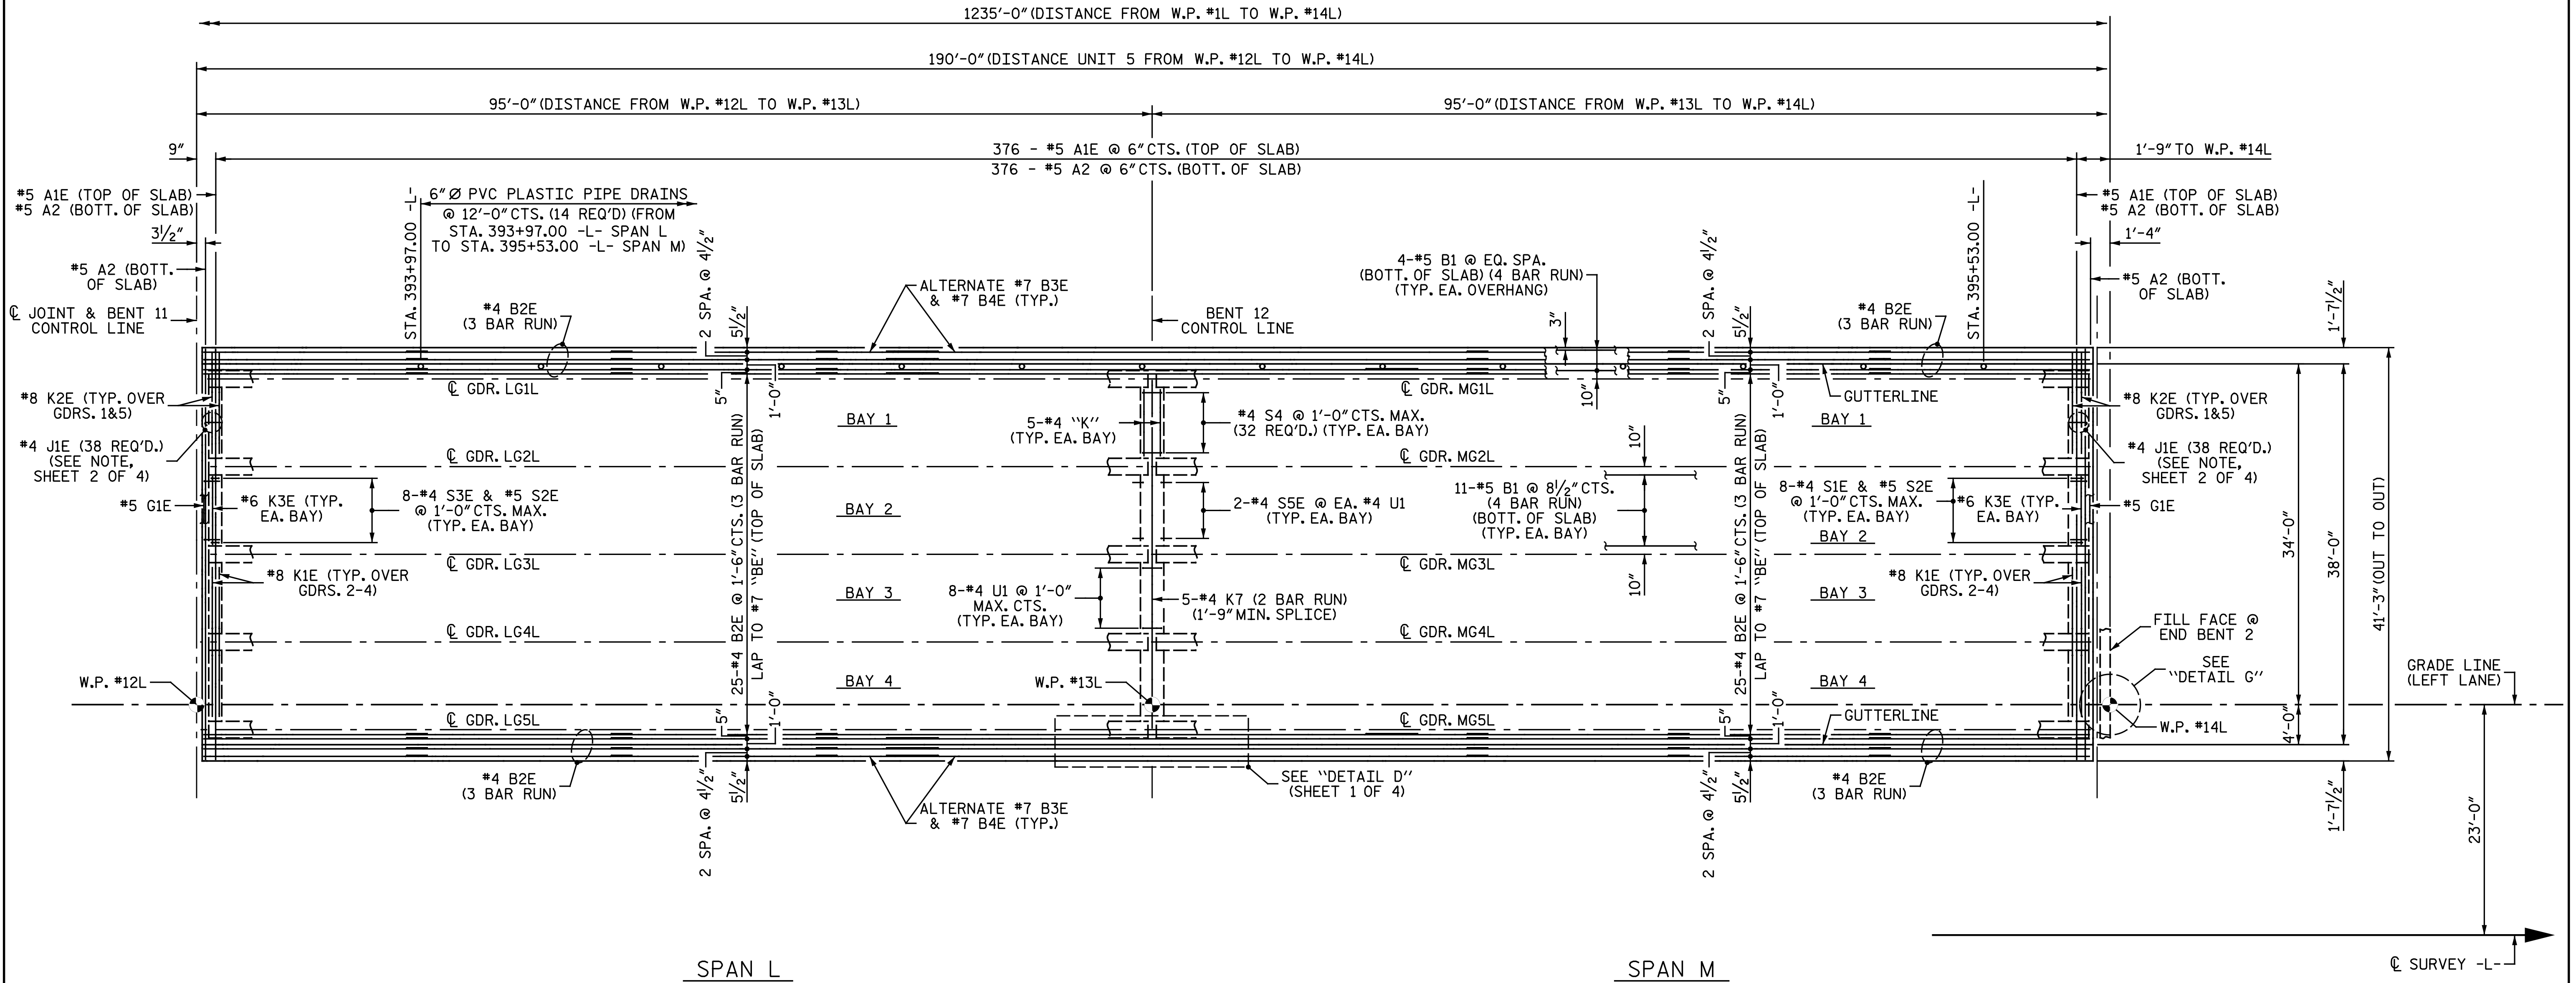 1235'-0" (DISTANCE FROM W.P. #1L TO W.P. #14L)
190'-0" (DISTANCE UNIT 5 FROM W.P. #12L TO W.P. #14L)
95'-0" (DISTANCE FROM W.P. #12L TO W.P. #13L)
95'-0" (DISTANCE FROM W.P. #13L TO W.P. #14L)
9"
376 - #5 A1E @ 6" CTS. (TOP OF SLAB)
376 - #5 A2 @ 6" CTS. (BOTT. OF SLAB)
1'-9" TO W.P. #14L
#5 A1E (TOP OF SLAB)
#5 A2 (BOTT. OF SLAB)
3½"
#5 A2 (BOTT.
OF SLAB)
℄ JOINT & BENT 11
CONTROL LINE
STA. 393+97.00 -L-
6" Ø PVC PLASTIC PIPE DRAINS
@ 12'-0" CTS. (14 REQ'D) (FROM
STA. 393+97.00 -L- SPAN L
TO STA. 395+53.00 -L- SPAN M)
#4 B2E
(3 BAR RUN)
2 SPA. @ 4½"
5½"
ALTERNATE #7 B3E
& #7 B4E (TYP.)
BENT 12
CONTROL LINE
4-#5 B1 @ EQ. SPA.
(BOTT. OF SLAB) (4 BAR RUN)
(TYP. EA. OVERHANG)
3"
2 SPA. @ 4½"
5½"
#4 B2E
(3 BAR RUN)
STA. 395+53.00 -L-
#5 A1E (TOP OF SLAB)
#5 A2 (BOTT. OF SLAB)
1'-4"
#5 A2 (BOTT.
OF SLAB)
1'-7½"
#8 K2E (TYP. OVER
GDRS. 1&5)
#4 J1E (38 REQ'D.)
(SEE NOTE,
SHEET 2 OF 4)
#5 G1E
℄ GDR. LG1L
5"
1'-0"
BAY 1
5-#4 "K"
(TYP. EA. BAY)
#4 S4 @ 1'-0" CTS. MAX.
(32 REQ'D.) (TYP. EA. BAY)
℄ GDR. MG1L
10"
5"
1'-0"
GUTTERLINE
BAY 1
#8 K2E (TYP. OVER
GDRS. 1&5)
#4 J1E (38 REQ'D.)
(SEE NOTE,
SHEET 2 OF 4)
#5 G1E
℄ GDR. LG2L
℄ GDR. MG2L
10"
#6 K3E (TYP.
EA. BAY)
8-#4 S3E & #5 S2E
@ 1'-0" CTS. MAX.
(TYP. EA. BAY)
25-#4 B2E @ 1'-6" CTS. (3 BAR RUN)
LAP TO #7 "BE" (TOP OF SLAB)
BAY 2
2-#4 S5E @ EA. #4 U1
(TYP. EA. BAY)
11-#5 B1 @ 8½" CTS.
(4 BAR RUN)
(BOTT. OF SLAB)
(TYP. EA. BAY)
25-#4 B2E @ 1'-6" CTS. (3 BAR RUN)
LAP TO #7 "BE" (TOP OF SLAB)
8-#4 S1E & #5 S2E
@ 1'-0" CTS. MAX.
(TYP. EA. BAY)
BAY 2
#6 K3E (TYP.
EA. BAY)
34'-0"
38'-0"
41'-3" (OUT TO OUT)
℄ GDR. LG3L
℄ GDR. MG3L
#8 K1E (TYP. OVER
GDRS. 2-4)
BAY 3
8-#4 U1 @ 1'-0"
MAX. CTS.
(TYP. EA. BAY)
5-#4 K7 (2 BAR RUN)
(1'-9" MIN. SPLICE)
10"
BAY 3
#8 K1E (TYP. OVER
GDRS. 2-4)
℄ GDR. LG4L
℄ GDR. MG4L
FILL FACE @
END BENT 2
SEE
"DETAIL G"
GRADE LINE
(LEFT LANE)
W.P. #12L
BAY 4
W.P. #13L
BAY 4
℄ GDR. LG5L
5"
1'-0"
℄ GDR. MG5L
5"
1'-0"
GUTTERLINE
W.P. #14L
4'-0"
#4 B2E
(3 BAR RUN)
2 SPA. @ 4½"
5½"
ALTERNATE #7 B3E
& #7 B4E (TYP.)
SEE "DETAIL D"
(SHEET 1 OF 4)
2 SPA. @ 4½"
5½"
#4 B2E
(3 BAR RUN)
1'-7½"
23'-0"
SPAN L
SPAN M
℄ SURVEY -L-